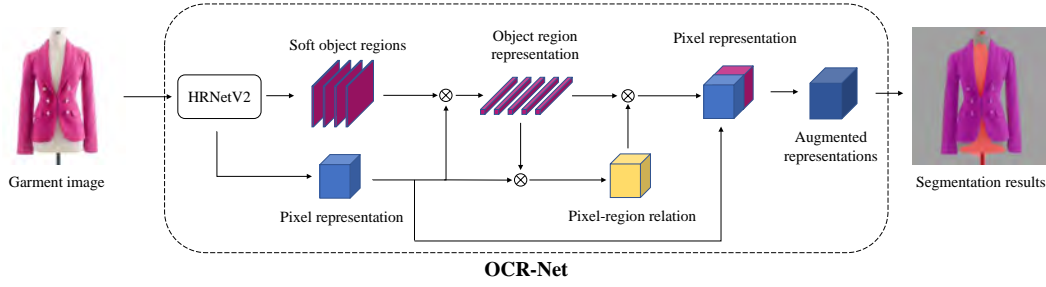 Soft object regions
Object region
representation
Pixel representation
HRNetV2
Garment image
Pixel representation
Pixel-region relation
Augmented
representations
Segmentation results
OCR-Net